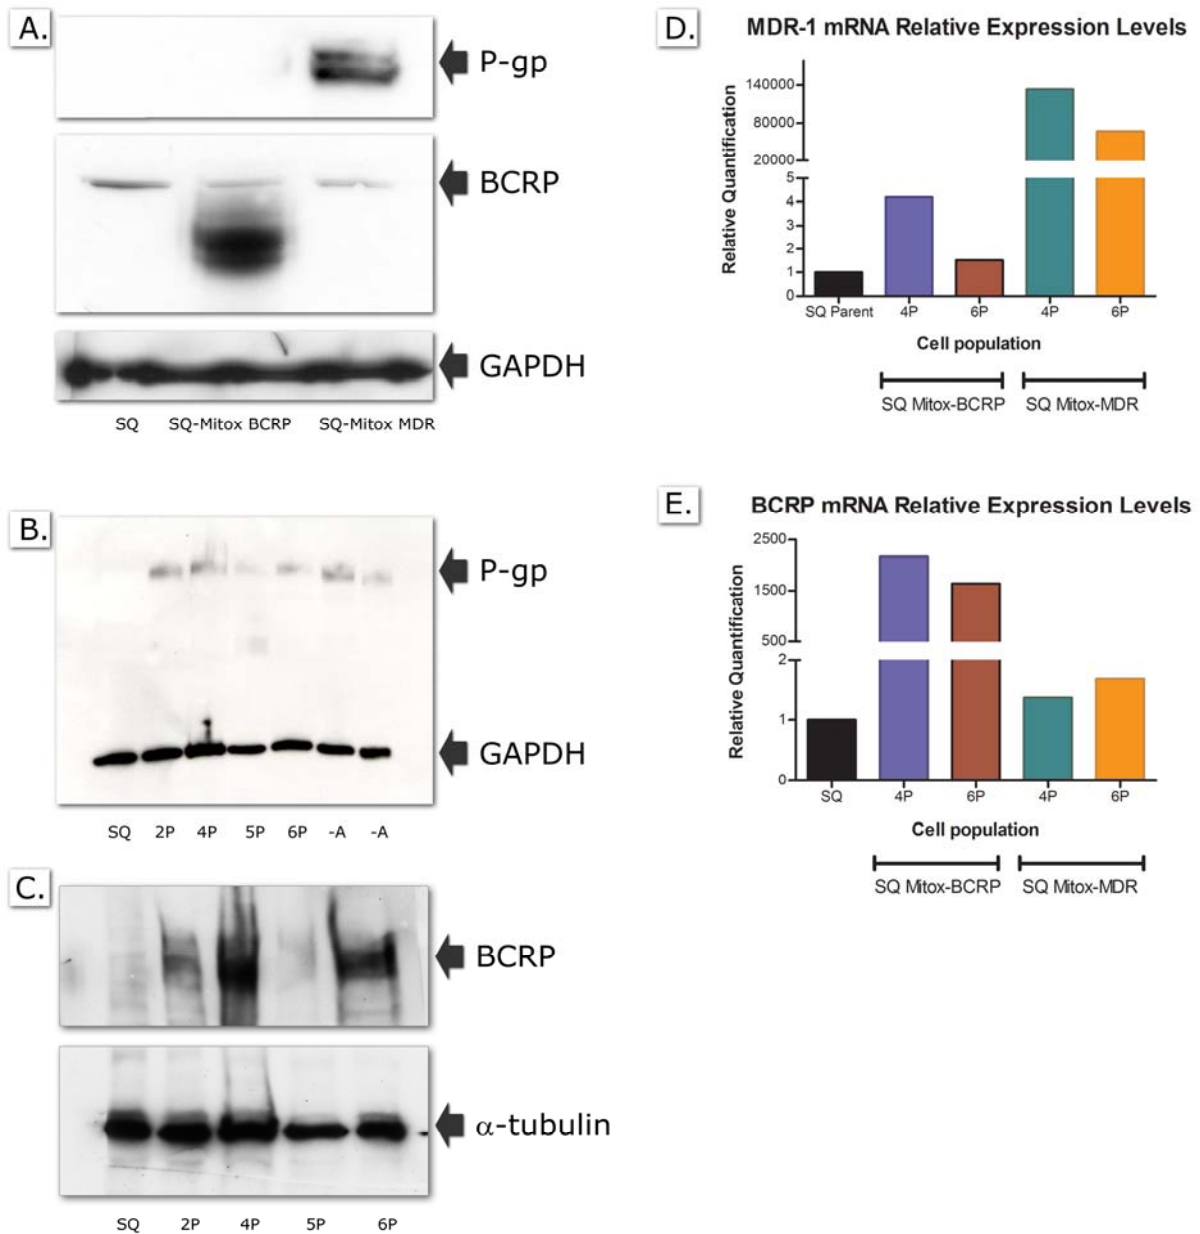 A.
P-gp
BCRP
GAPDH
SQ SQ-Mitox BCRP SQ-Mitox MDR
B.
P-gp
GAPDH
SQ 2P 4P 5P 6P -A -A
C.
BCRP
α-tubulin
SQ 2P 4P 5P 6P
D.
MDR-1 mRNA Relative Expression Levels
Relative Quantification
140000
80000
20000
5
4
3
2
1
0
SQ Parent 4P 6P 4P 6P
Cell population
SQ Mitox-BCRP SQ Mitox-MDR
E.
BCRP mRNA Relative Expression Levels
Relative Quantification
2500
1500
500
2
1
0
SQ 4P 6P 4P 6P
Cell population
SQ Mitox-BCRP SQ Mitox-MDR